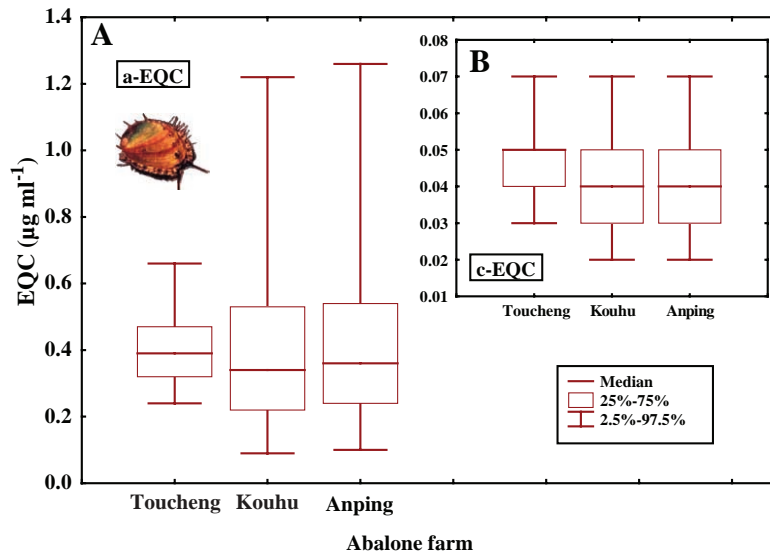 A
a-EQC
EQC (µg ml⁻¹)
1.4
1.2
1.0
0.8
0.6
0.4
0.2
0.0
Toucheng Kouhu Anping
Abalone farm
B
c-EQC
0.08
0.07
0.06
0.05
0.04
0.03
0.02
0.01
Toucheng Kouhu Anping
Median
25%-75%
2.5%-97.5%